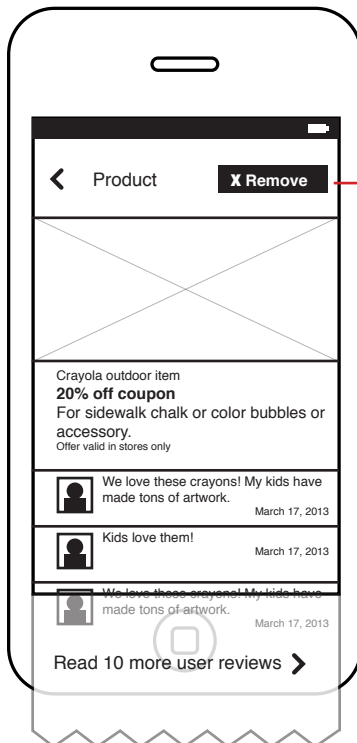 Product
X Remove
Crayola outdoor item
20% off coupon
For sidewalk chalk or color bubbles or
accessory.
Offer valid in stores only
We love these crayons! My kids have
made tons of artwork.
March 17, 2013
Kids love them!
March 17, 2013
We love these crayons! My kids have
made tons of artwork.
March 17, 2013
Read 10 more user reviews